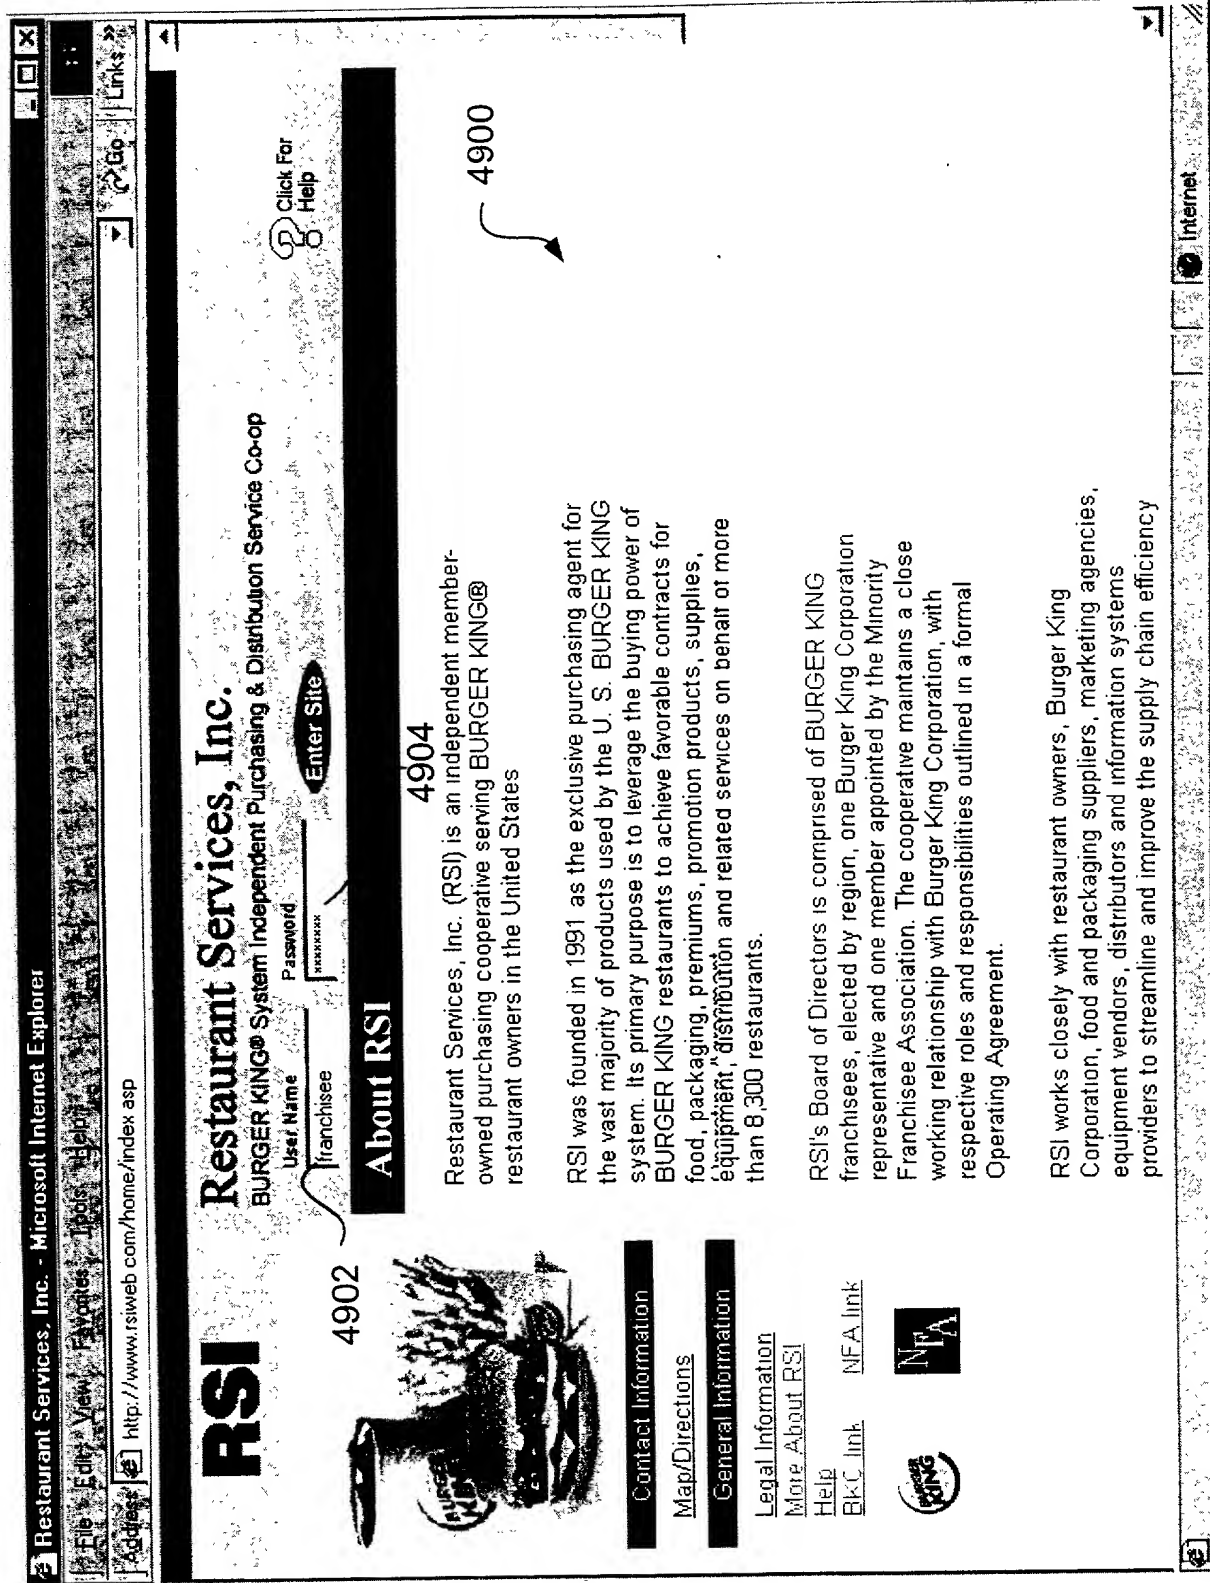 Restaurant Services, Inc. - Microsoft Internet Explorer
File Edit View Favorites Tools Help
Address http://www.rsiweb com/home/index asp Go Links »
RSI
Restaurant Services, Inc.
BURGER KING® System Independent Purchasing & Distribution Service Co-op
User Name Password
franchisee xxxxxxxx Enter Site
Click For
Help
4902
4904
4900
About RSI
BURGER
KING
Contact Information
Map/Directions
General Information
Legal Information
More About RSI
Help
BKC link NFA link
BURGER
KING
NFA
Restaurant Services, Inc. (RSI) is an independent member-
owned purchasing cooperative serving BURGER KING®
restaurant owners in the United States
RSI was founded in 1991 as the exclusive purchasing agent for
the vast majority of products used by the U. S. BURGER KING
system. Its primary purpose is to leverage the buying power of
BURGER KING restaurants to achieve favorable contracts for
food, packaging, premiums, promotion products, supplies,
equipment, distribution and related services on behalf of more
than 8,300 restaurants.
RSI's Board of Directors is comprised of BURGER KING
franchisees, elected by region, one Burger King Corporation
representative and one member appointed by the Minority
Franchisee Association. The cooperative maintains a close
working relationship with Burger King Corporation, with
respective roles and responsibilities outlined in a formal
Operating Agreement.
RSI works closely with restaurant owners, Burger King
Corporation, food and packaging suppliers, marketing agencies,
equipment vendors, distributors and information systems
providers to streamline and improve the supply chain efficiency
Internet